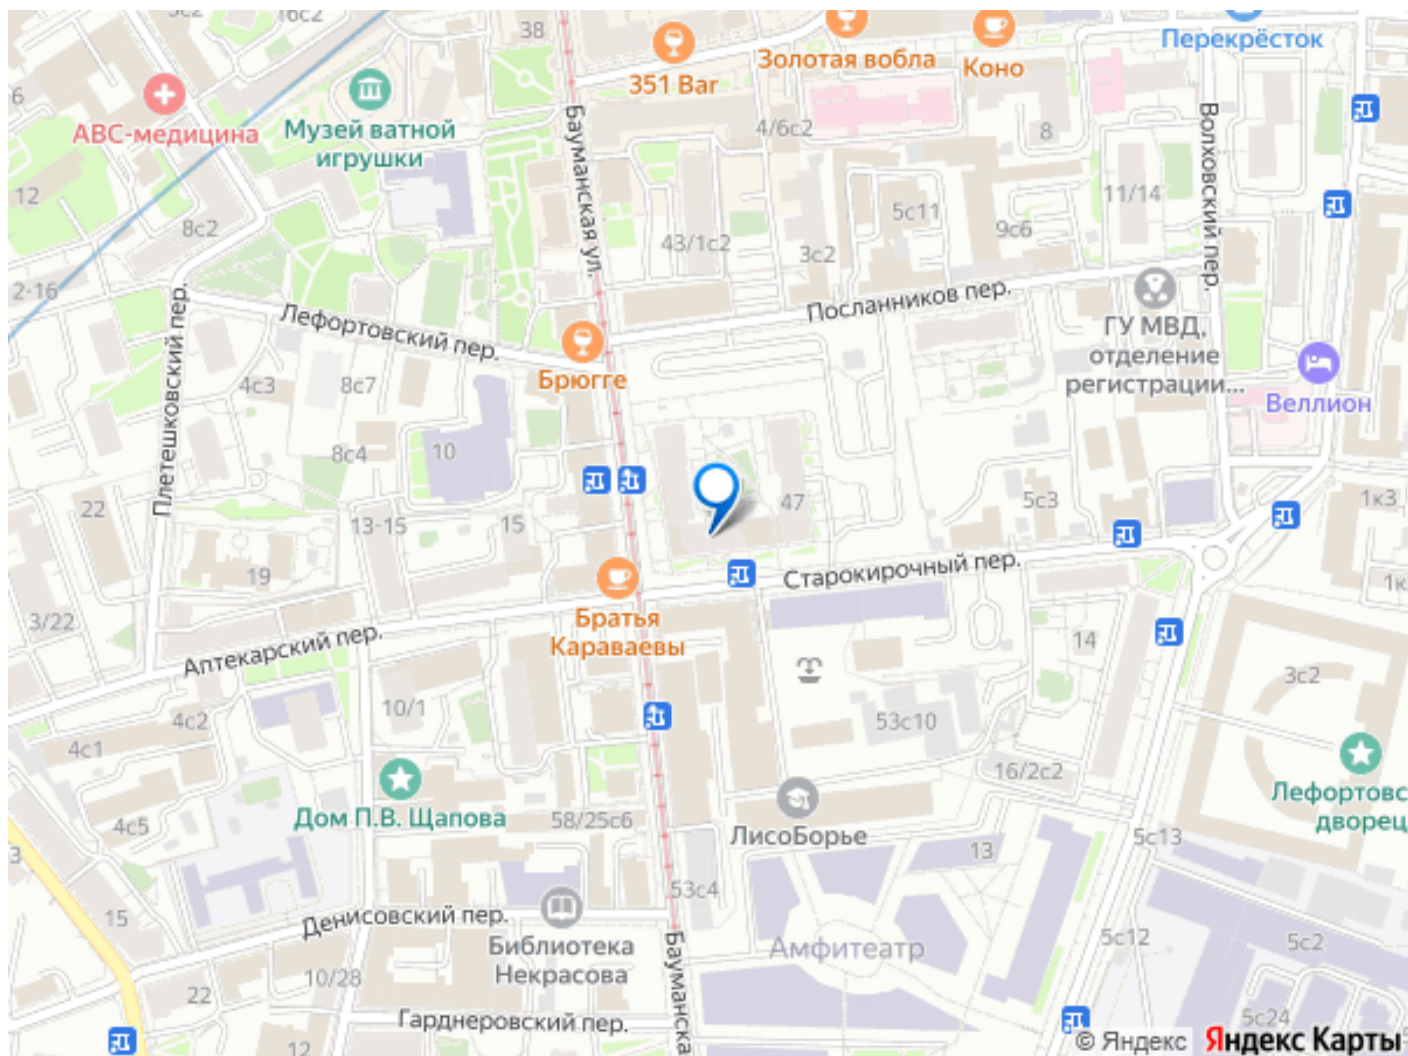 16с2
38
Перекрёсток
351 Bar
Золотая вобла
Коно
АВС-медицина
Музей ватной
игрушки
4/6с2
8
Бауманская ул.
Волховский пер.
12
8с2
43/1с2
3с2
5с11
9с6
11/14
2-16
Посланников пер.
Лефортовский пер.
ГУ МВД,
отделение
регистрации...
Плетешковский пер.
Брюгге
4с3
8с7
Веллион
8с4
10
22
13-15
15
47
5с3
1к3
19
Старокирочный пер.
3/22
Братья
Караваевы
Аптекарский пер.
14
3с2
4с2
4с1
10/1
53с10
16/2с2
Дом П.В. Щапова
58/25с6
ЛисоБорье
Лефортовс
дворец
4с5
13
5с13
15
53с4
Денисовский пер.
Библиотека
Некрасова
Амфитеатр
5с12
5с2
10/28
22
Бауманска
Гарднеровский пер.
12
5с24
© Яндекс Яндекс Карты